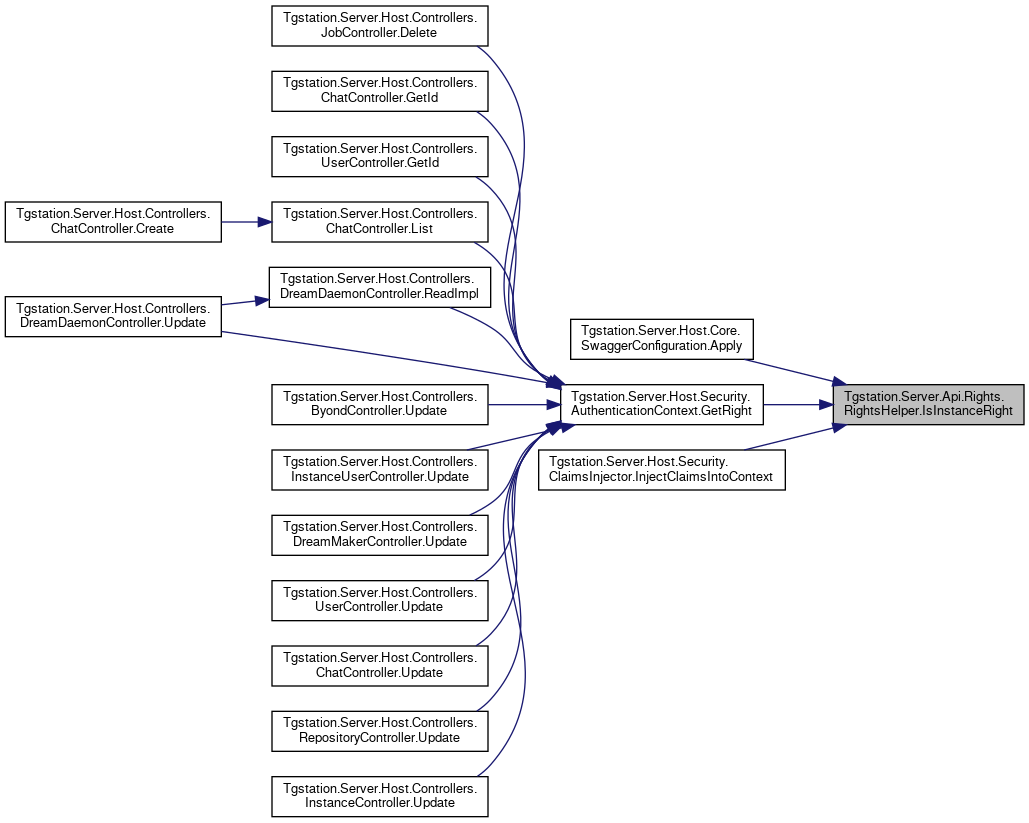 Tgstation.Server.Host.Controllers.
JobController.Delete
Tgstation.Server.Host.Controllers.
ChatController.GetId
Tgstation.Server.Host.Controllers.
UserController.GetId
Tgstation.Server.Host.Controllers.
ChatController.Create
Tgstation.Server.Host.Controllers.
ChatController.List
Tgstation.Server.Host.Controllers.
DreamDaemonController.ReadImpl
Tgstation.Server.Host.Controllers.
DreamDaemonController.Update
Tgstation.Server.Host.Core.
SwaggerConfiguration.Apply
Tgstation.Server.Host.Controllers.
ByondController.Update
Tgstation.Server.Host.Security.
AuthenticationContext.GetRight
Tgstation.Server.Api.Rights.
RightsHelper.IsInstanceRight
Tgstation.Server.Host.Controllers.
InstanceUserController.Update
Tgstation.Server.Host.Security.
ClaimsInjector.InjectClaimsIntoContext
Tgstation.Server.Host.Controllers.
DreamMakerController.Update
Tgstation.Server.Host.Controllers.
UserController.Update
Tgstation.Server.Host.Controllers.
ChatController.Update
Tgstation.Server.Host.Controllers.
RepositoryController.Update
Tgstation.Server.Host.Controllers.
InstanceController.Update